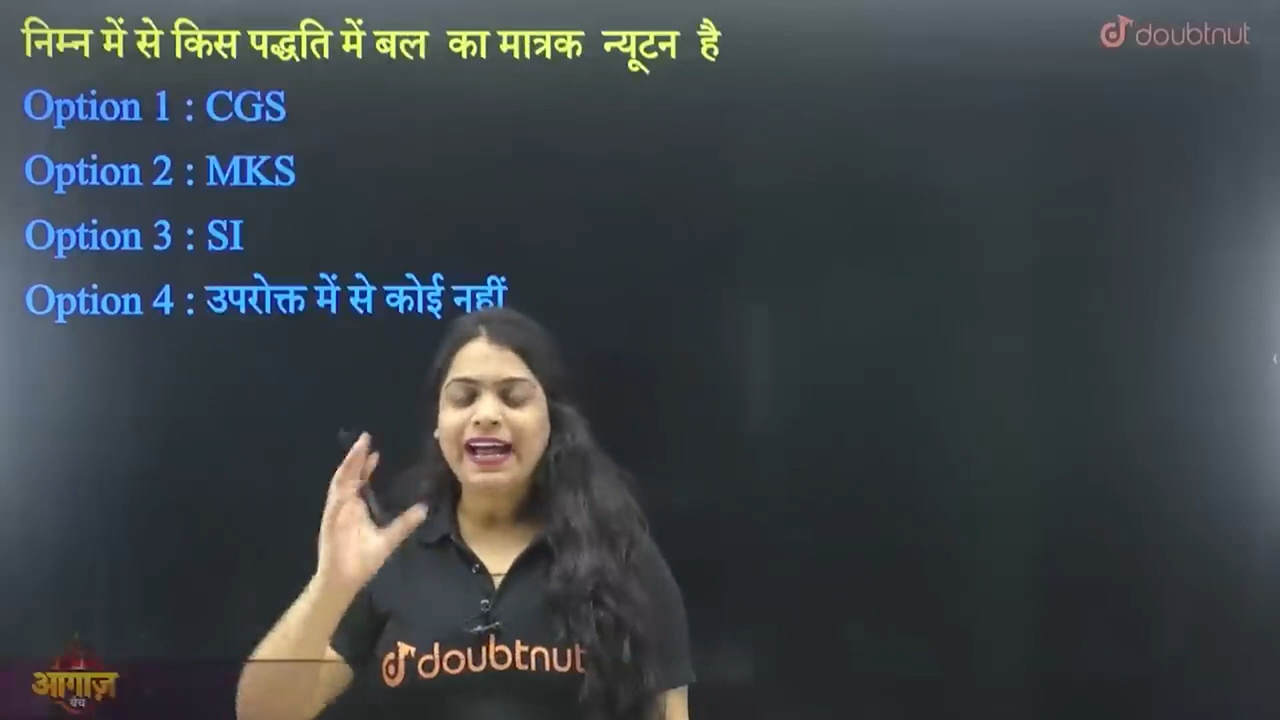 निम्न में से किस पद्धति में बल का मात्रक न्यूटन है
doubtnut
Option 1 : CGS
Option 2 : MKS
Option 3 : SI
Option 4 : उपरोक्त में से कोई नहीं
doubtnut
आगाज़
बैच